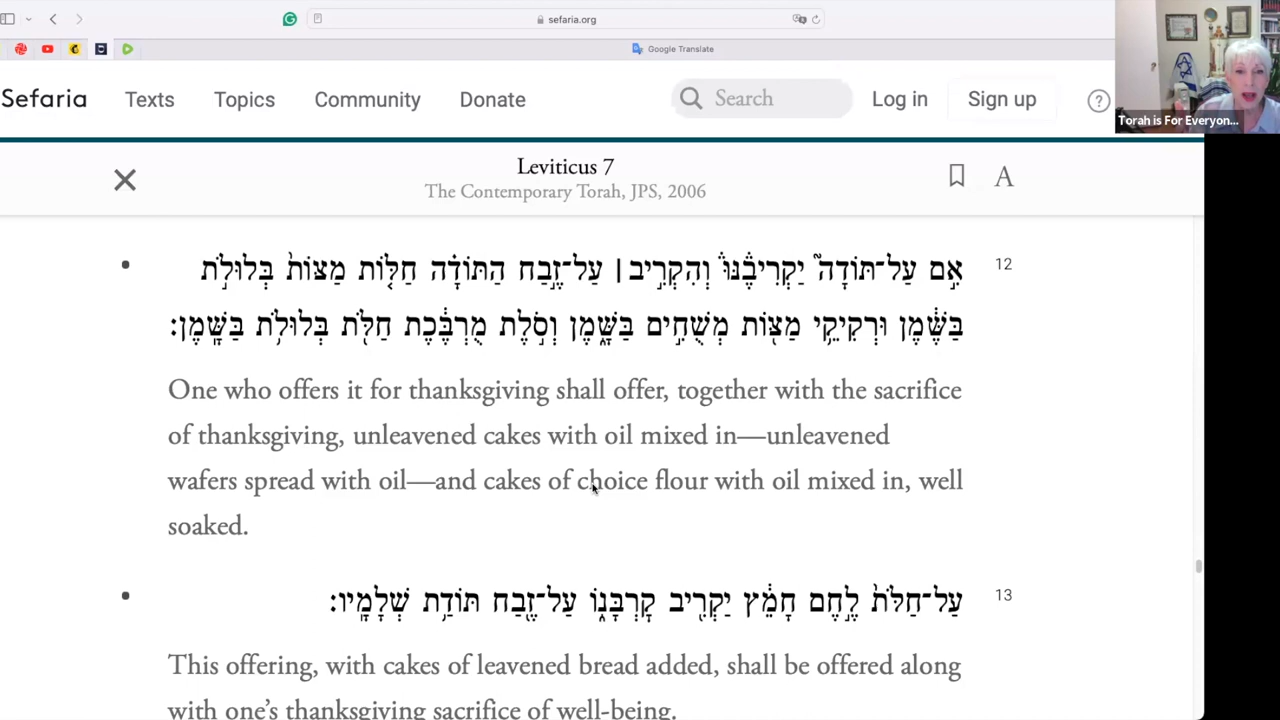 sefaria.org
Google Translate
Sefaria Texts Topics Community Donate Search Log in Sign up ?
Torah is For Everyon...
Leviticus 7
The Contemporary Torah, JPS, 2006
A
12
אִ֣ם עַל־תּוֹדָה֮ יַקְרִיבֶ֒נּוּ֒ וְהִקְרִ֣יב ׀ עַל־זֶ֣בַח הַתּוֹדָ֗ה חַלּ֤וֹת מַצּוֹת֙ בְּלוּלֹ֣ת
בַּשֶּׁ֔מֶן וּרְקִיקֵ֥י מַצּ֖וֹת מְשֻׁחִ֣ים בַּשָּׁ֑מֶן וְסֹ֣לֶת מֻרְבֶּ֔כֶת חַלֹּ֖ת בְּלוּלֹ֥ת בַּשָּֽׁמֶן׃
One who offers it for thanksgiving shall offer, together with the sacrifice
of thanksgiving, unleavened cakes with oil mixed in—unleavened
wafers spread with oil—and cakes of choice flour with oil mixed in, well
soaked.
13
עַל־חַלֹּת֙ לֶ֣חֶם חָמֵ֔ץ יַקְרִ֖יב קׇרְבָּנ֑וֹ עַל־זֶ֖בַח תּוֹדַ֥ת שְׁלָמָֽיו׃
This offering, with cakes of leavened bread added, shall be offered along
with one’s thanksgiving sacrifice of well-being.